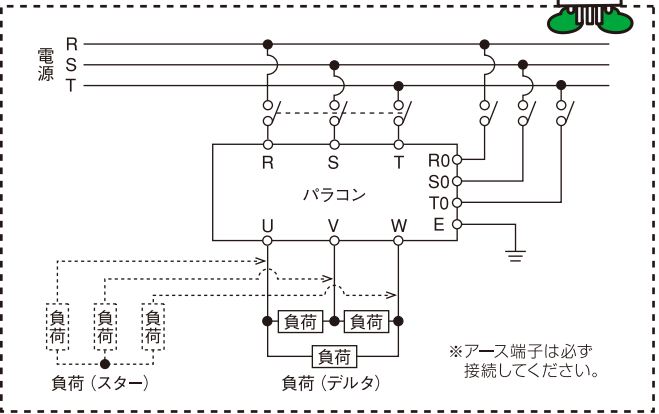 電源
R
S
T
R S T
R0
S0
T0
E
パラコン
U V W
負荷 負荷 負荷
負荷 負荷
負荷
負荷（スター）
負荷（デルタ）
※アース端子は必ず
接続してください。